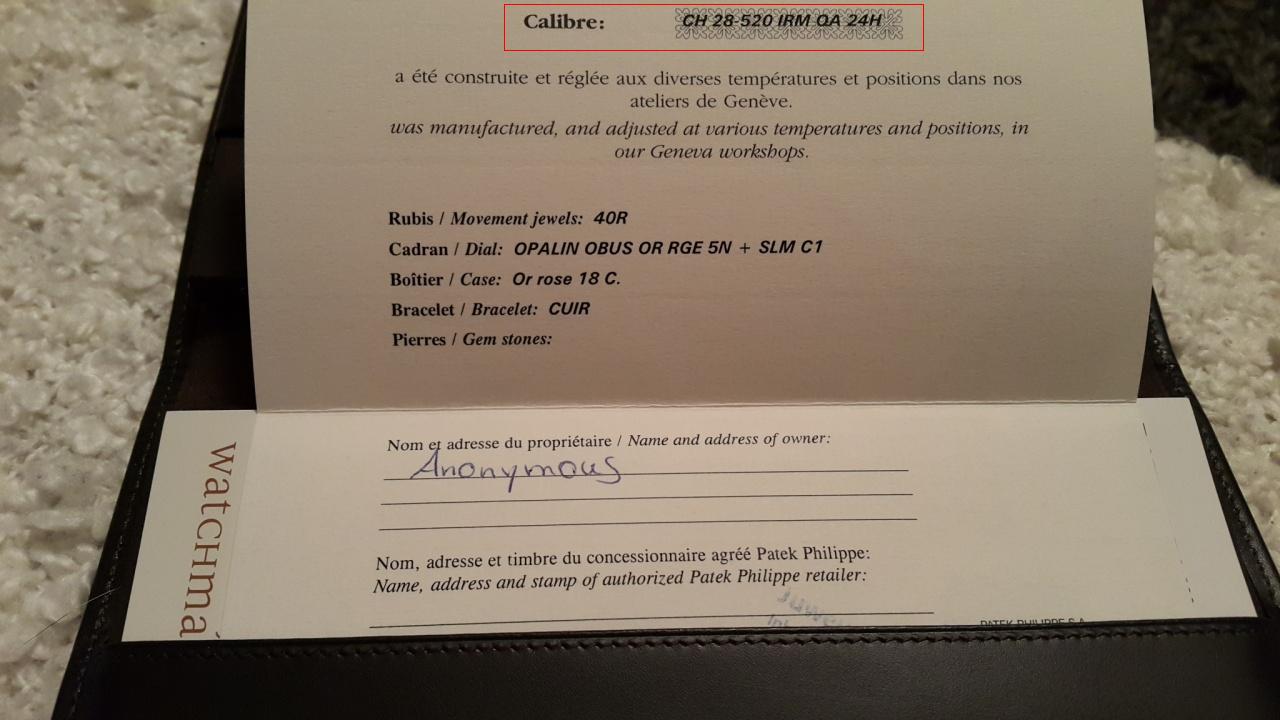 Calibre: CH 28-520 IRM QA 24H
a été construite et réglée aux diverses températures et positions dans nos
ateliers de Genève.
was manufactured, and adjusted at various temperatures and positions, in
our Geneva workshops.
Rubis / Movement jewels: 40R
Cadran / Dial: OPALIN OBUS OR RGE 5N + SLM C1
Boîtier / Case: Or rose 18 C.
Bracelet / Bracelet: CUIR
Pierres / Gem stones:
Nom et adresse du propriétaire / Name and address of owner:
Anonymous
Nom, adresse et timbre du concessionnaire agréé Patek Philippe:
Name, address and stamp of authorized Patek Philippe retailer:
PATEK PHILIPPE S.A.